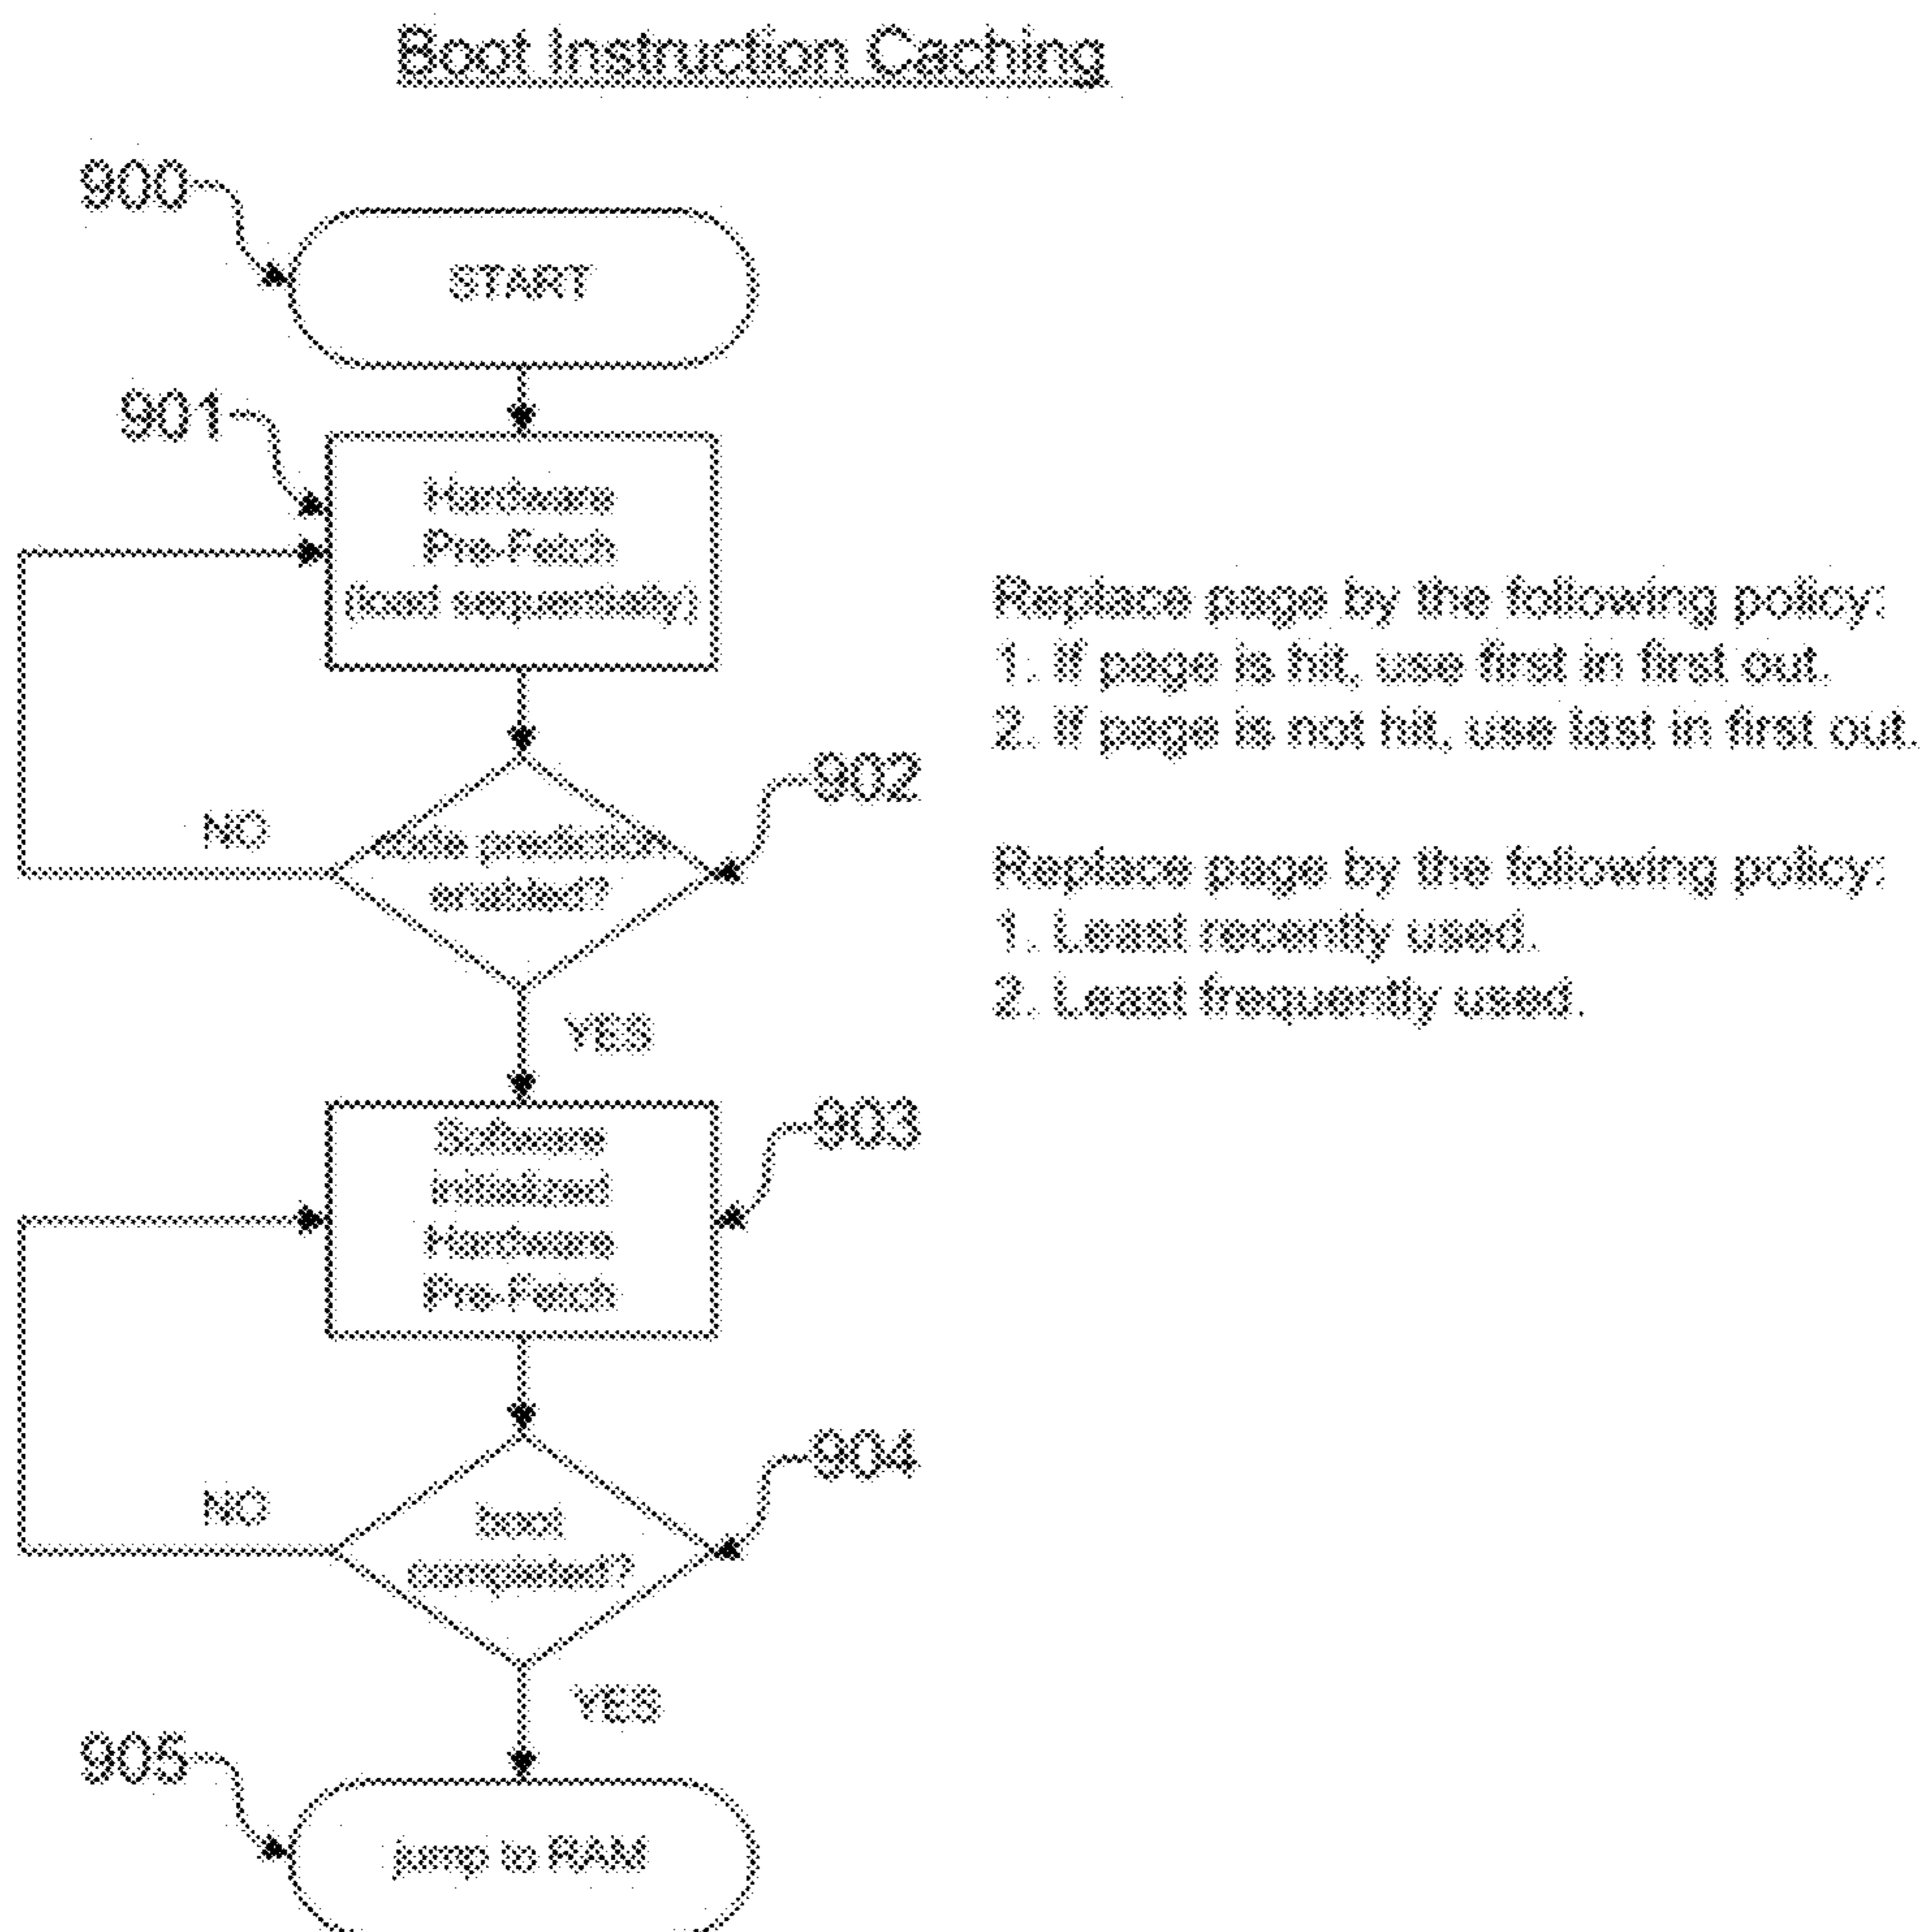 Boot Instruction Caching
900
START
901
Hardware
Pre-Fetch
(load sequentially)
Replace page by the following policy:
1. If page is hit, use first in first out.
2. If page is not hit, use last in first out.
902
NO
prediction
enabled?
Replace page by the following policy:
1. Least recently used.
2. Least frequently used.
YES
903
Software
Initialized
Hardware
Pre-Fetch
904
NO
boot
completed?
YES
905
jump to RAM